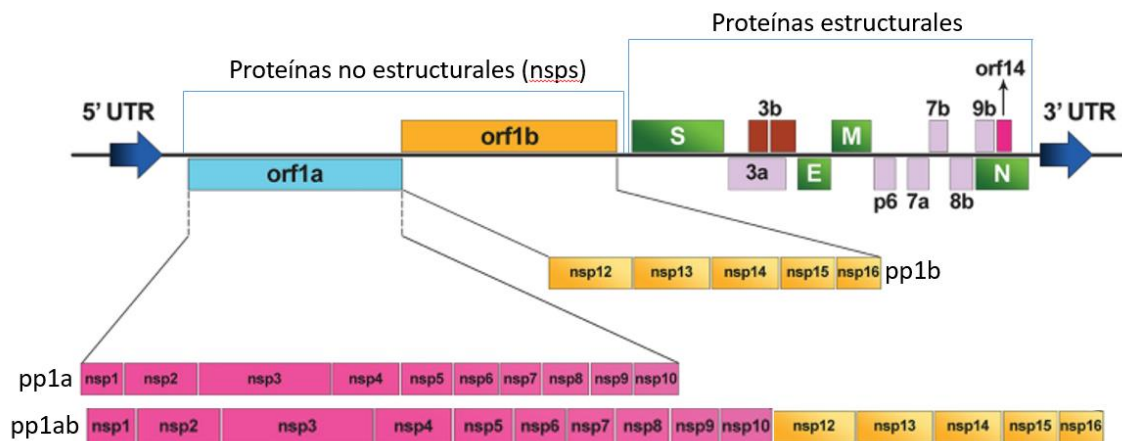 Proteínas estructurales
Proteínas no estructurales (nsps)
orf14
5' UTR
3b
7b
9b
3' UTR
orf1b
S
M
orf1a
3a
E
N
p6
7a
8b
nsp12 nsp13 nsp14 nsp15 nsp16 pp1b
pp1a nsp1 nsp2 nsp3 nsp4 nsp5 nsp6 nsp7 nsp8 nsp9 nsp10
pp1ab nsp1 nsp2 nsp3 nsp4 nsp5 nsp6 nsp7 nsp8 nsp9 nsp10 nsp12 nsp13 nsp14 nsp15 nsp16